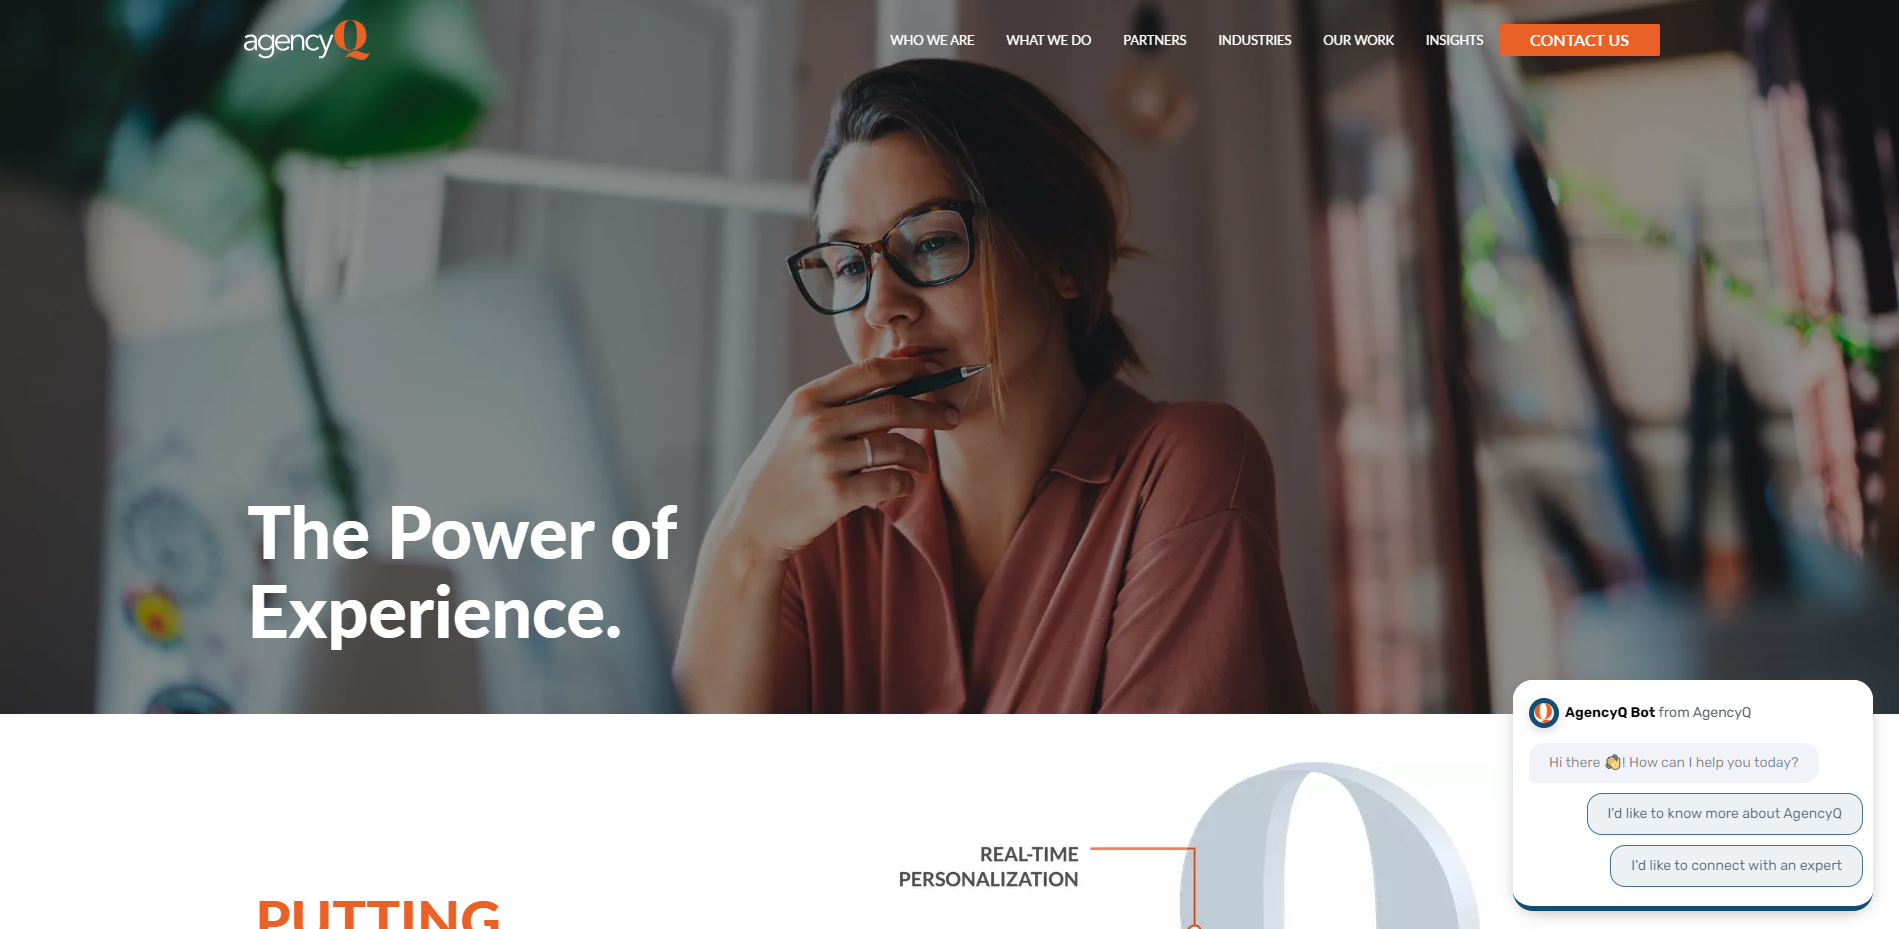 agencyQ
WHO WE ARE
WHAT WE DO
PARTNERS
INDUSTRIES
OUR WORK
INSIGHTS
CONTACT US
The Power of
Experience.
REAL-TIME
PERSONALIZATION
PUTTING
AgencyQ Bot from AgencyQ
Hi there 👏! How can I help you today?
I'd like to know more about AgencyQ
I'd like to connect with an expert